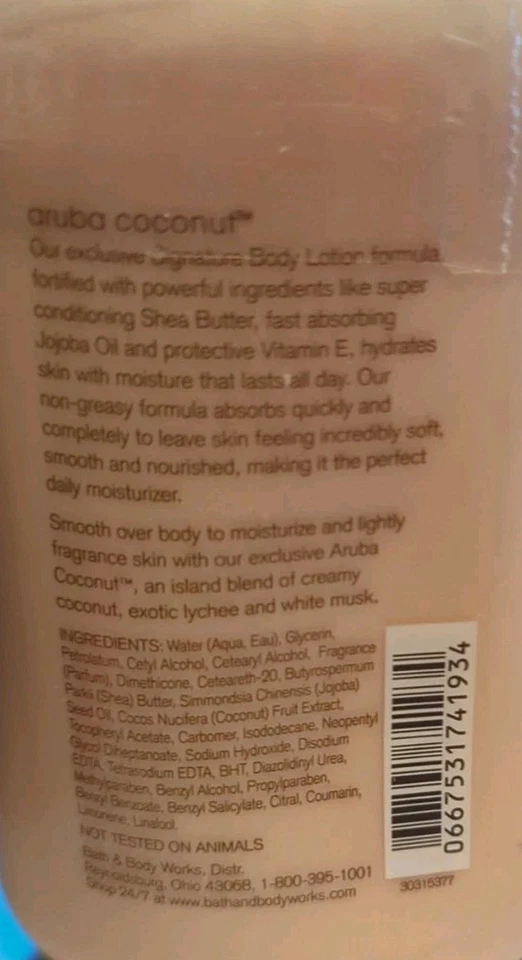 aruba coconut™
Our exclusive Signature Body Lotion formula,
fortified with powerful ingredients like super
conditioning Shea Butter, fast absorbing
Jojoba Oil and protective Vitamin E, hydrates
skin with moisture that lasts all day. Our
non-greasy formula absorbs quickly and
completely to leave skin feeling incredibly soft,
smooth and nourished, making it the perfect
daily moisturizer.
Smooth over body to moisturize and lightly
fragrance skin with our exclusive Aruba
Coconut™, an island blend of creamy
coconut, exotic lychee and white musk.
INGREDIENTS: Water (Aqua, Eau), Glycerin,
Petrolatum, Cetyl Alcohol, Cetearyl Alcohol, Fragrance
(Parfum), Dimethicone, Ceteareth-20, Butyrospermum
Parkii (Shea) Butter, Simmondsia Chinensis (Jojoba)
Seed Oil, Cocos Nucifera (Coconut) Fruit Extract,
Tocopheryl Acetate, Carbomer, Isododecane, Neopentyl
Glycol Diheptanoate, Sodium Hydroxide, Disodium
EDTA, Tetrasodium EDTA, BHT, Diazolidinyl Urea,
Methylparaben, Benzyl Alcohol, Propylparaben,
Benzyl Benzoate, Benzyl Salicylate, Citral, Coumarin,
Limonene, Linalool.
NOT TESTED ON ANIMALS
Bath & Body Works, Distr.
Reynoldsburg, Ohio 43068, 1-800-395-1001
Shop 24/7 at www.bathandbodyworks.com
0667531741934
30315377